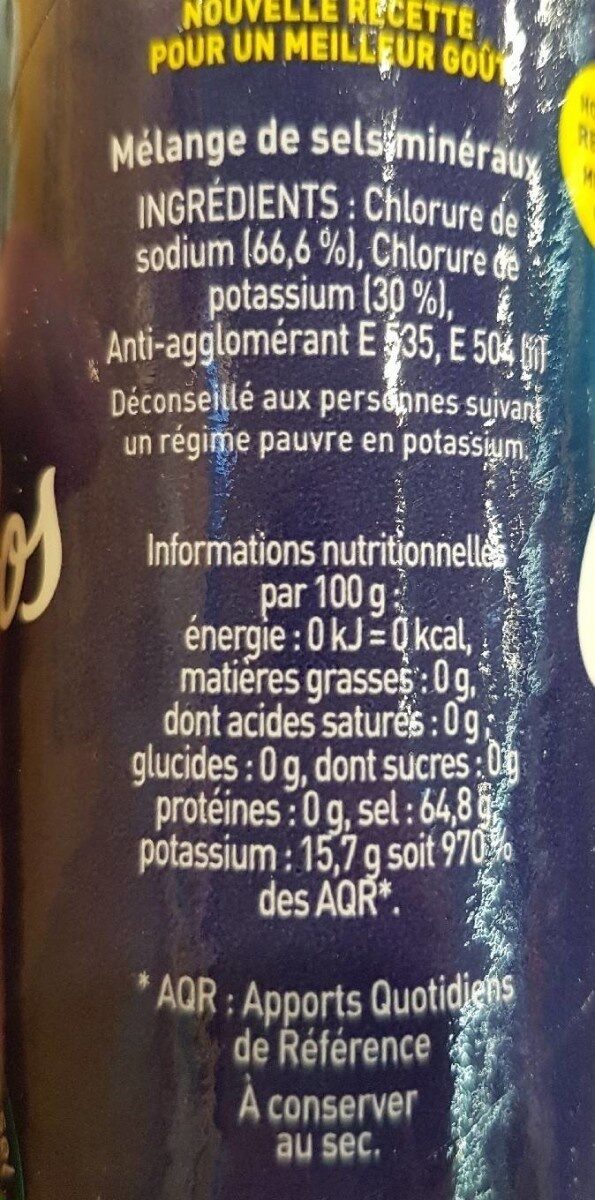 NOUVELLE RECETTE
POUR UN MEILLEUR GOÛT
Mélange de sels minéraux
INGRÉDIENTS : Chlorure de
sodium (66,6 %), Chlorure de
potassium (30 %),
Anti-agglomérant E 535, E 504
Déconseillé aux personnes suivant
un régime pauvre en potassium.
Informations nutritionnelles
par 100 g :
énergie : 0 kJ = 0 kcal,
matières grasses : 0 g,
dont acides saturés : 0 g,
glucides : 0 g, dont sucres : 0 g
protéines : 0 g, sel : 64,8 g,
potassium : 15,7 g soit 970 %
des AQR*.
* AQR : Apports Quotidiens
de Référence
À conserver
au sec.
os